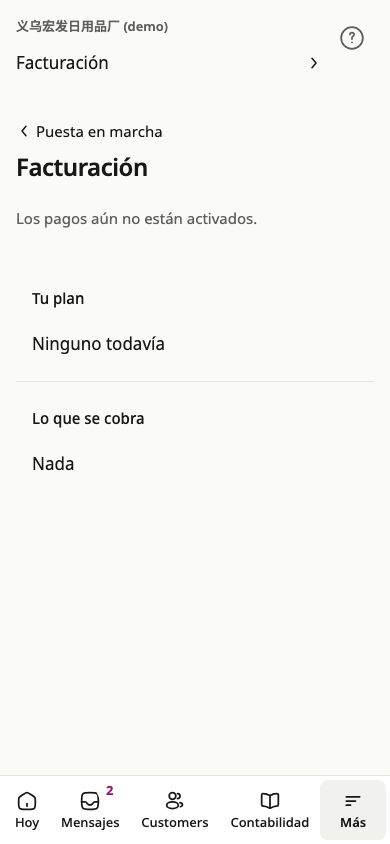 义乌宏发日用品厂 (demo)
Facturación
Puesta en marcha
Facturación
Los pagos aún no están activados.
Tu plan
Ninguno todavía
Lo que se cobra
Nada
2
Hoy
Mensajes
Customers
Contabilidad
Más